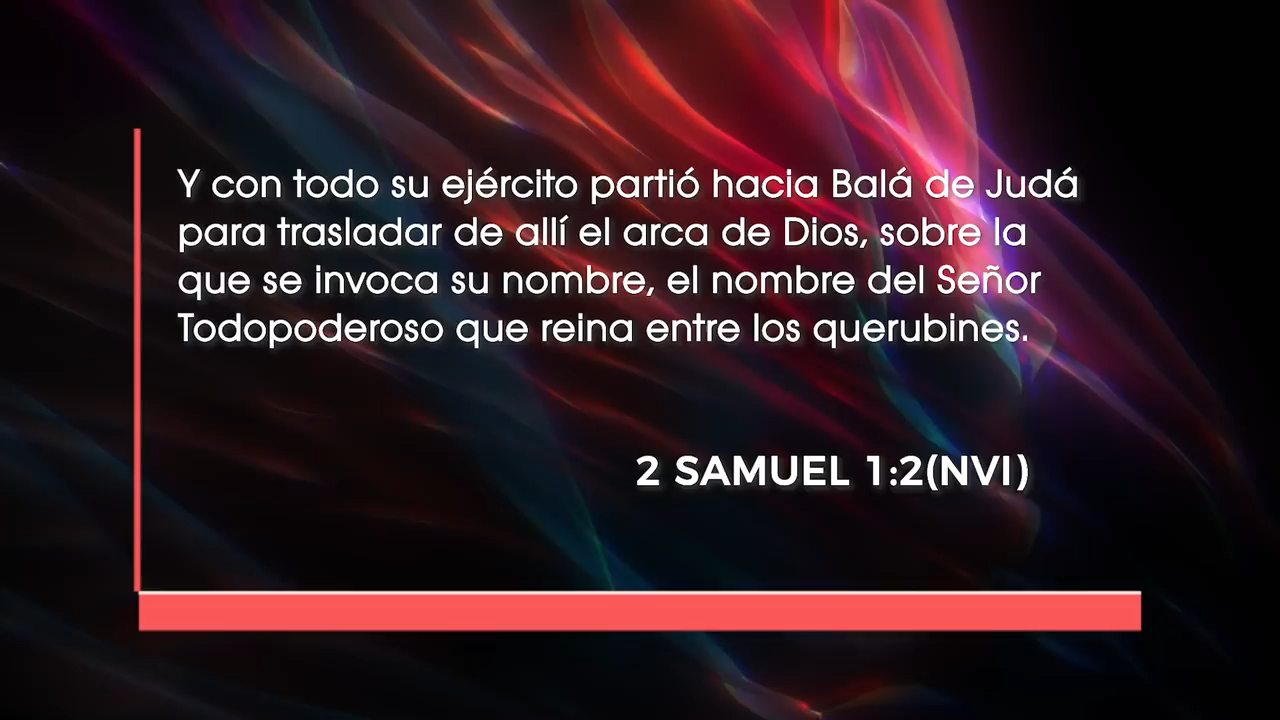 Y con todo su ejército partió hacia Balá de Judá
para trasladar de allí el arca de Dios, sobre la
que se invoca su nombre, el nombre del Señor
Todopoderoso que reina entre los querubines.
2 SAMUEL 1:2(NVI)